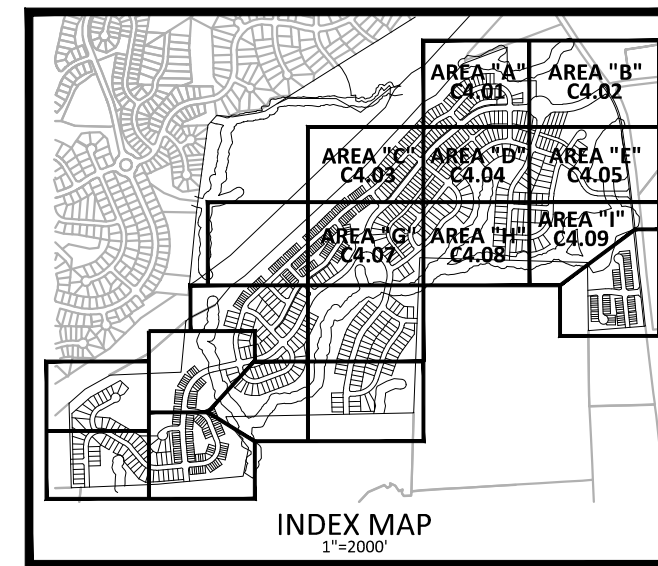 AREA "A"
C4.01
AREA "B"
C4.02
AREA "C"
C4.03
AREA "D"
C4.04
AREA "E"
C4.05
AREA "G"
C4.07
AREA "H"
C4.08
AREA "I"
C4.09
INDEX MAP
1"=2000'